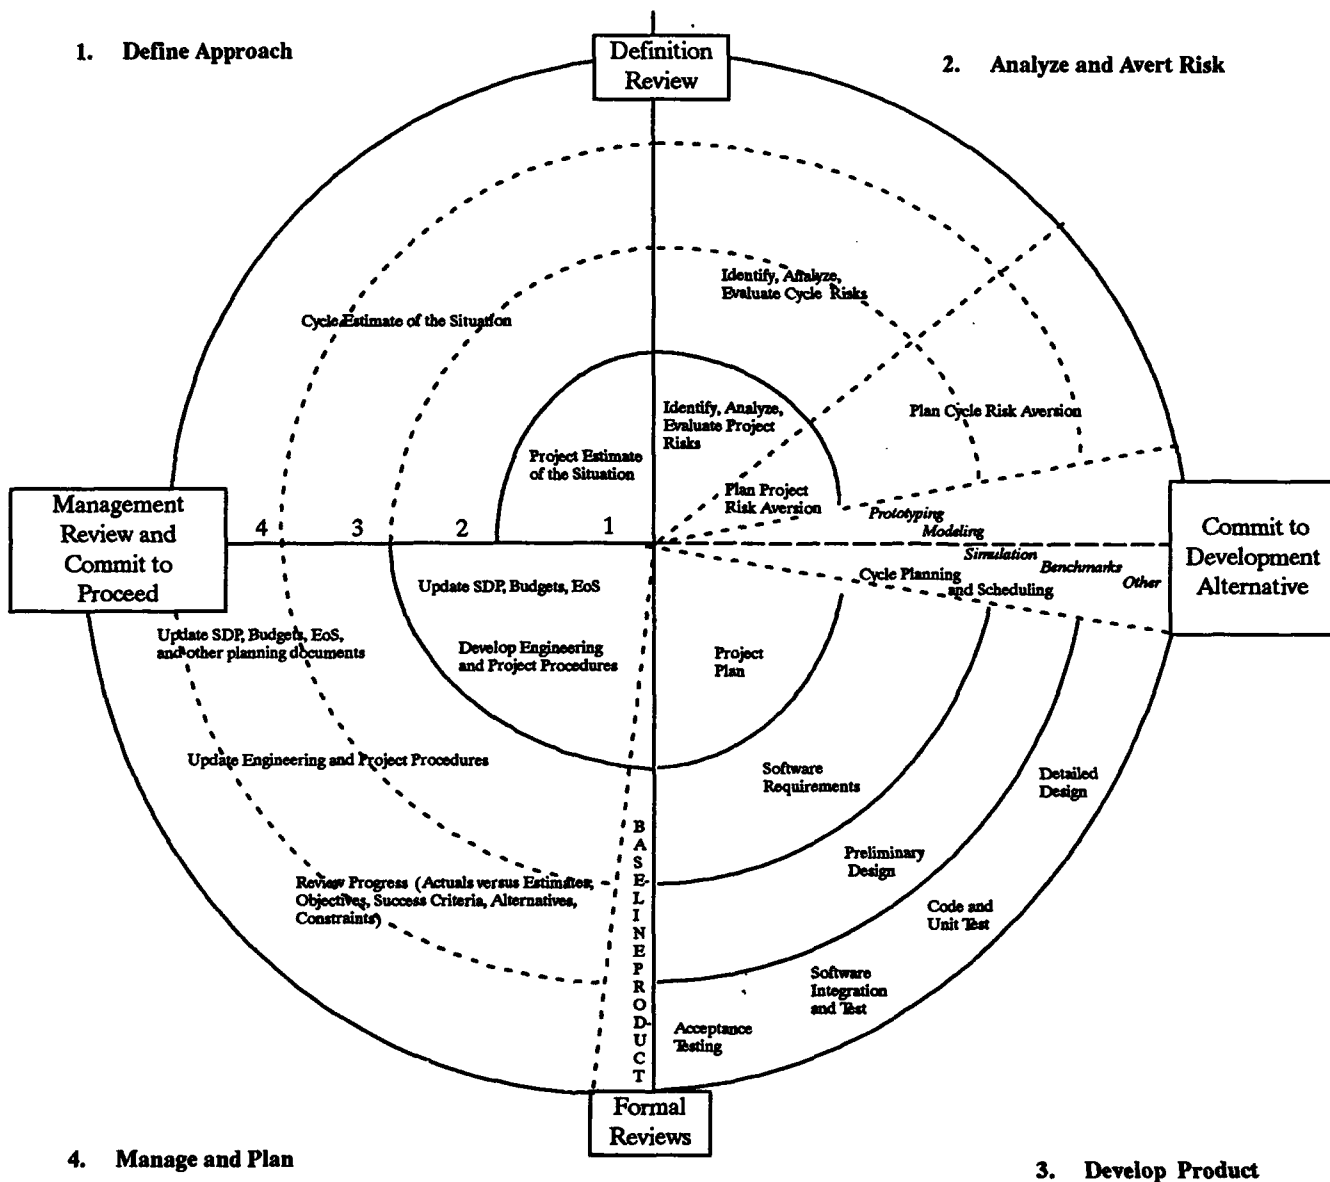 1. Define Approach
Definition
Review
2. Analyze and Avert Risk
Identify, Analyze,
Evaluate Cycle Risks
Cycle Estimate of the Situation
Identify, Analyze,
Evaluate Project
Risks
Plan Cycle Risk Aversion
Project Estimate
of the Situation
Plan Project
Risk Aversion
Management
Review and
Commit to
Proceed
4 3 2 1
Prototyping
Modeling
Simulation
Benchmarks
Other
Commit to
Development
Alternative
Cycle Planning
and Scheduling
Update SDP, Budgets, EoS
Update SDP, Budgets, EoS,
and other planning documents
Develop Engineering
and Project Procedures
Project
Plan
Update Engineering and Project Procedures
Software
Requirements
Detailed
Design
BASE-LINEPROD-UCT
Preliminary
Design
Review Progress (Actuals versus Estimates,
Objectives, Success Criteria, Alternatives,
Constraints)
Code and
Unit Test
Software
Integration
and Test
Acceptance
Testing
Formal
Reviews
4. Manage and Plan
3. Develop Product